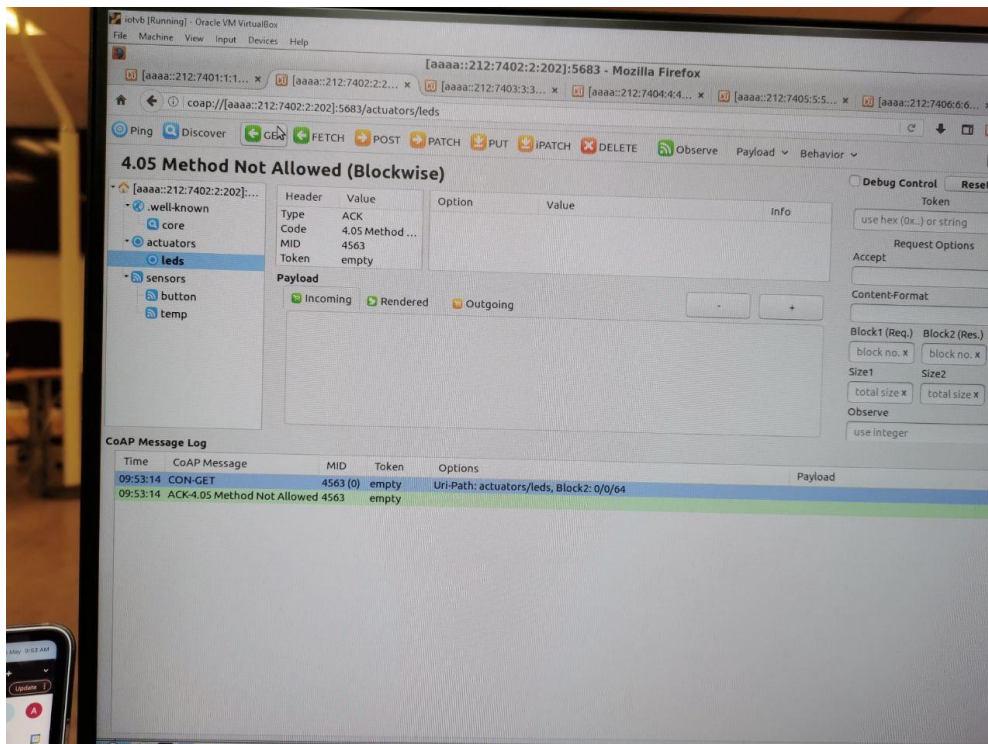 iotvb [Running] - Oracle VM VirtualBox
File Machine View Input Devices Help
[aaaa::212:7402:2:202]:5683 - Mozilla Firefox
[aaaa::212:7401:1:1... × [aaaa::212:7402:2:2... × [aaaa::212:7403:3:3... × [aaaa::212:7404:4:4... × [aaaa::212:7405:5:5... × [aaaa::212:7406:6:6...
coap://[aaaa::212:7402:2:202]:5683/actuators/leds
Ping Discover GET FETCH POST PATCH PUT iPATCH DELETE Observe Payload Behavior
4.05 Method Not Allowed (Blockwise)
Debug Control Reset
[aaaa::212:7402:2:202]:...
.well-known
core
actuators
leds
sensors
button
temp
Header Value
Type ACK
Code 4.05 Method ...
MID 4563
Token empty
Option Value Info
Payload
Incoming Rendered Outgoing - +
Token
use hex (0x..) or string
Request Options
Accept
Content-Format
Block1 (Req.) Block2 (Res.)
block no. x block no. x
Size1 Size2
total size x total size x
Observe
use integer
CoAP Message Log
Time CoAP Message MID Token Options Payload
09:53:14 CON-GET 4563 (0) empty Uri-Path: actuators/leds, Block2: 0/0/64
09:53:14 ACK-4.05 Method Not Allowed 4563 empty
May 9:53 AM
Update
A